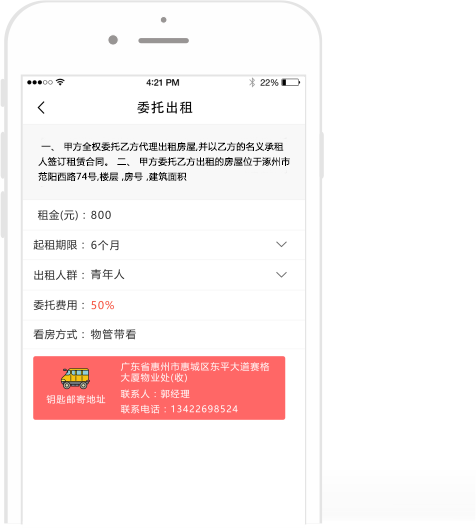 4:21 PM 22%
委托出租
一、 甲方全权委托乙方代理出租房屋,并以乙方的名义承租
人签订租赁合同。 二、 甲方委托乙方出租的房屋位于涿州市
范阳西路74号,楼层 ,房号 ,建筑面积
租金(元)：800
起租期限：6个月
出租人群：青年人
委托费用：50%
看房方式：物管带看
广东省惠州市惠城区东平大道赛格
大厦物业处(收)
钥匙邮寄地址
联系人：郭经理
联系电话：13422698524